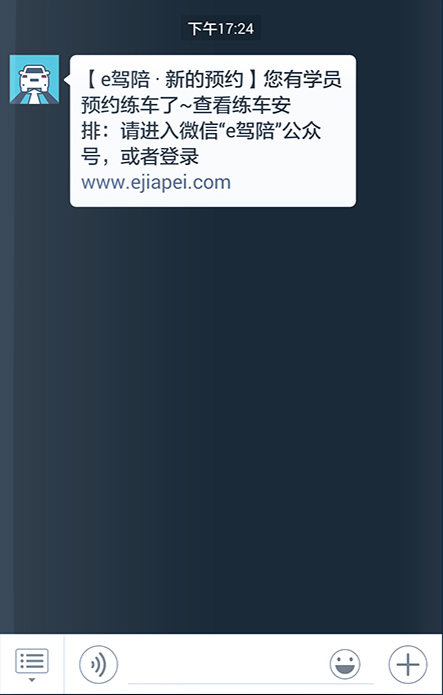 下午17:24
【 e驾陪 · 新的预约 】您有学员
预约练车了~查看练车安
排：请进入微信“e驾陪”公众
号，或者登录
www.ejiapei.com